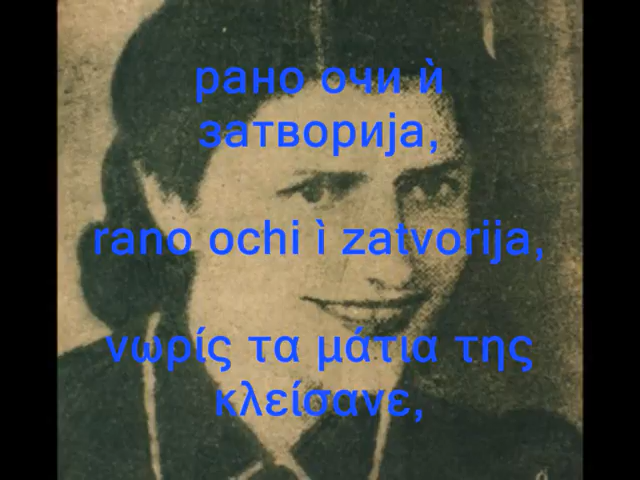 рано очи ѝ
затворија,
rano ochi ì zatvorija,
νωρίς τα μάτια της
κλείσανε,